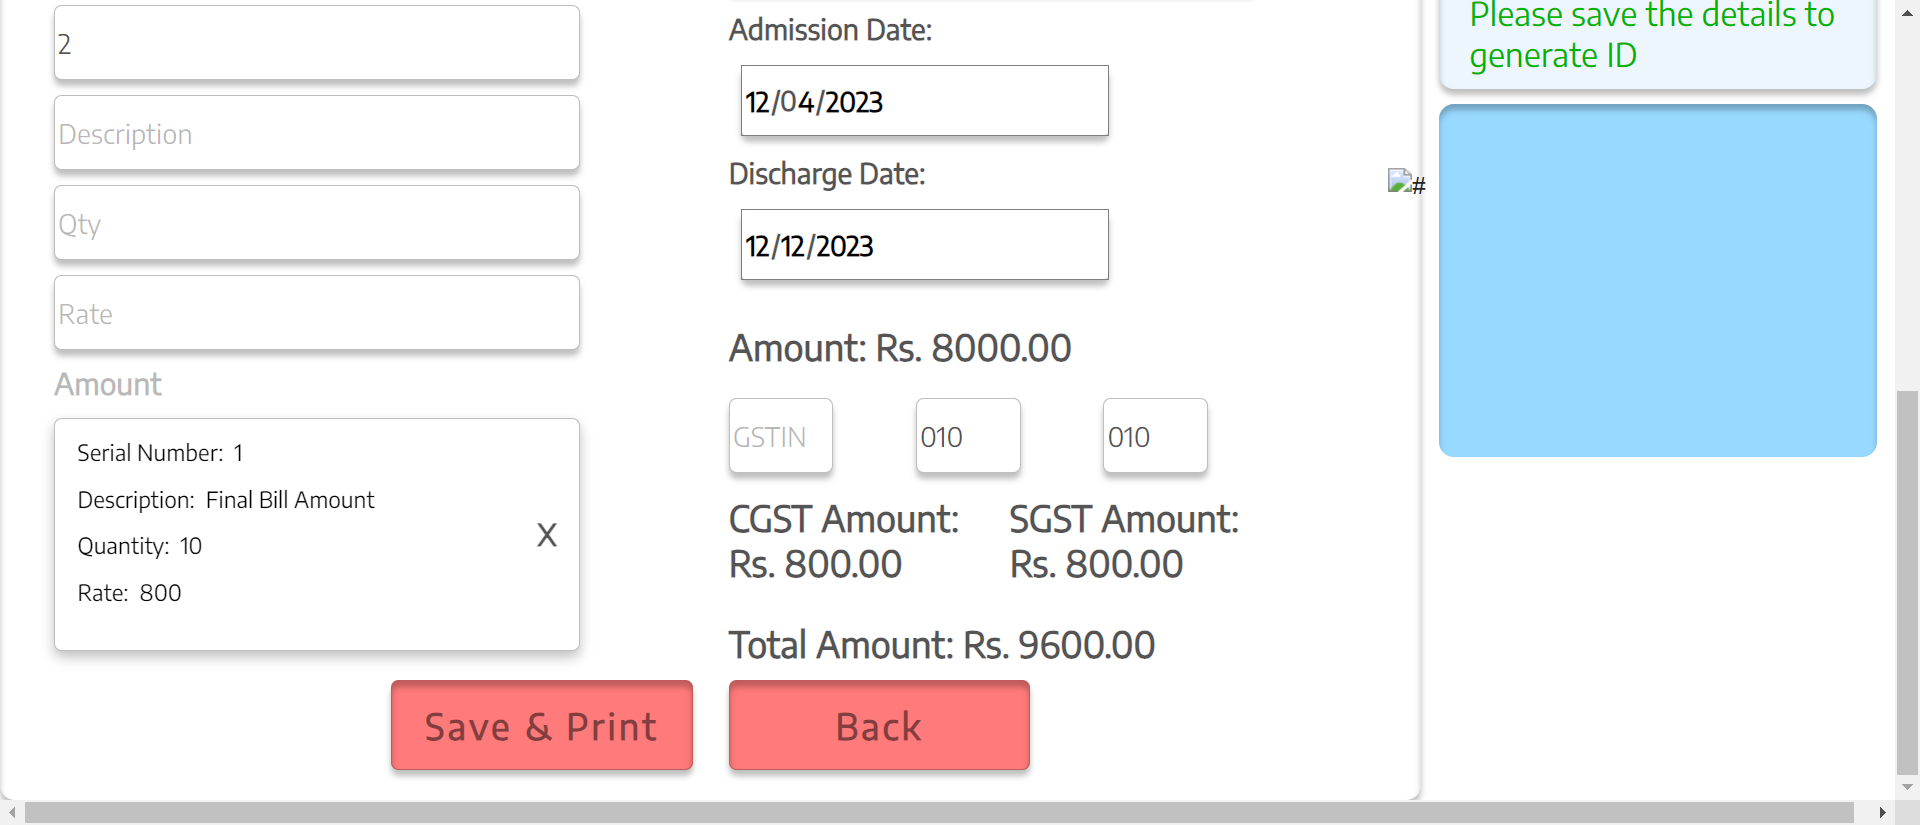 2
Description
Qty
Rate
Amount
Serial Number: 1
Description: Final Bill Amount
Quantity: 10
Rate: 800
X
Admission Date:
12/04/2023
Discharge Date:
12/12/2023
Amount: Rs. 8000.00
GSTIN 010 010
CGST Amount: SGST Amount:
Rs. 800.00 Rs. 800.00
Total Amount: Rs. 9600.00
Save & Print Back
Please save the details to
generate ID
#